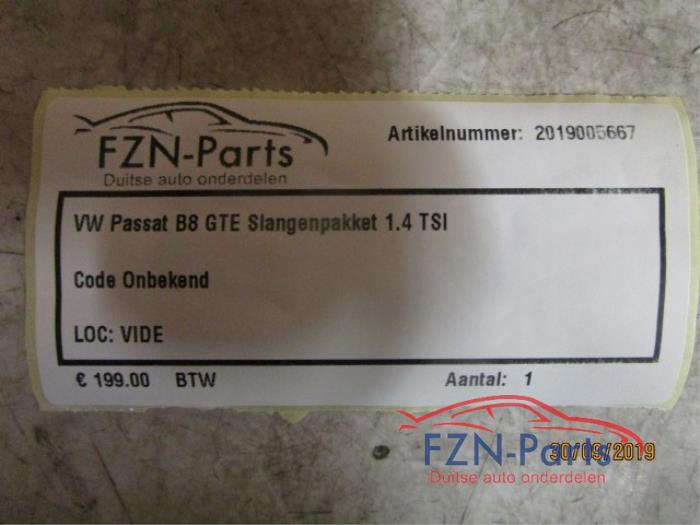 FZN-Parts
Duitse auto onderdelen
Artikelnummer: 2019005667
VW Passat B8 GTE Slangenpakket 1.4 TSI
Code Onbekend
LOC: VIDE
€ 199.00 BTW
Aantal: 1
30/09/2019
FZN-Parts
Duitse auto onderdelen